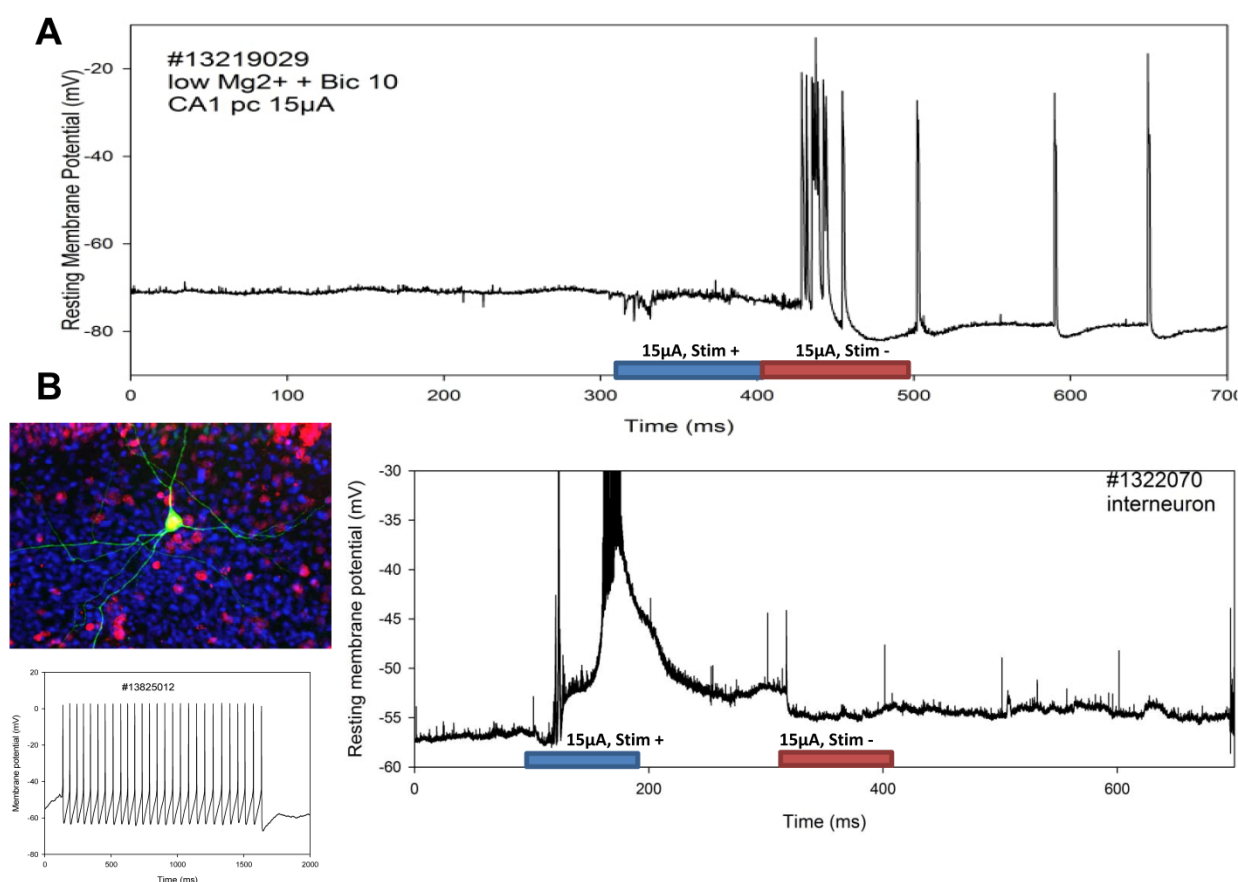 A
Resting Membrane Potential (mV)
-20
-40
-60
-80
#13219029
low Mg2+ + Bic 10
CA1 pc 15µA
15µA, Stim +
15µA, Stim -
0
100
200
300
400
500
600
700
Time (ms)
B
20
0
-20
-40
-60
-80
Membrane potential (mV)
#13825012
0
500
1000
1500
2000
Time (ms)
-30
-35
-40
-45
-50
-55
-60
Resting membrane potential (mV)
#1322070
interneuron
15µA, Stim +
15µA, Stim -
0
200
400
600
Time (ms)